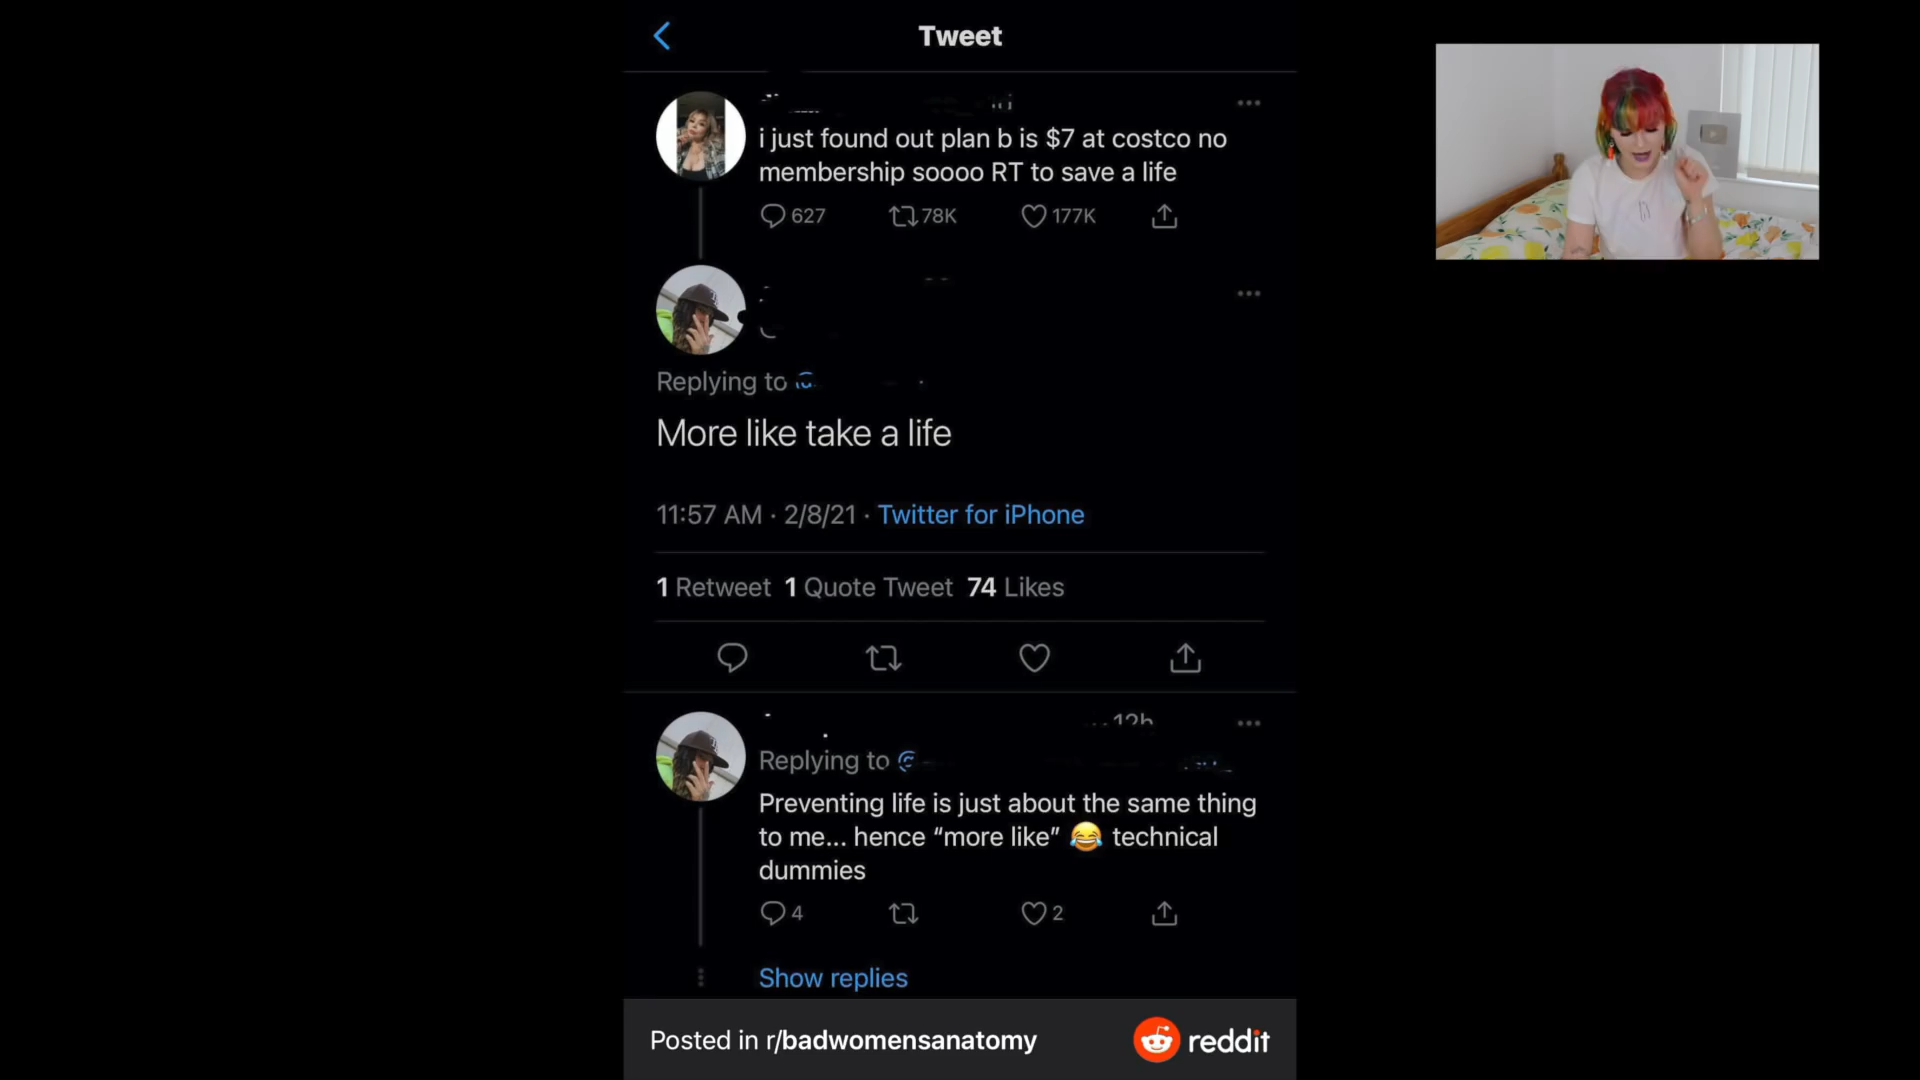 Tweet
i just found out plan b is $7 at costco no
membership soooo RT to save a life
627 78K 177K
Replying to
More like take a life
11:57 AM · 2/8/21 · Twitter for iPhone
1 Retweet 1 Quote Tweet 74 Likes
12h
Replying to
Preventing life is just about the same thing
to me... hence “more like” 😂 technical
dummies
4 2
Show replies
Posted in r/badwomensanatomy reddit